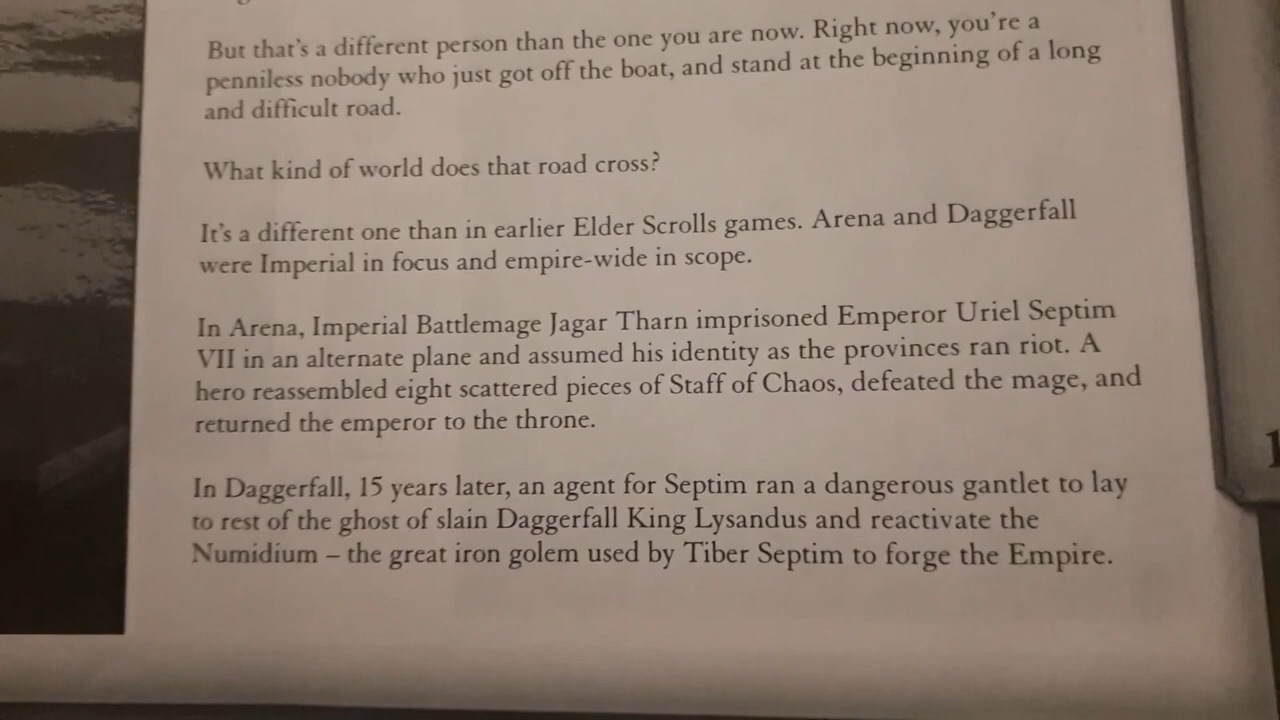 But that's a different person than the one you are now. Right now, you're a
penniless nobody who just got off the boat, and stand at the beginning of a long
and difficult road.
What kind of world does that road cross?
It's a different one than in earlier Elder Scrolls games. Arena and Daggerfall
were Imperial in focus and empire-wide in scope.
In Arena, Imperial Battlemage Jagar Tharn imprisoned Emperor Uriel Septim
VII in an alternate plane and assumed his identity as the provinces ran riot. A
hero reassembled eight scattered pieces of Staff of Chaos, defeated the mage, and
returned the emperor to the throne.
In Daggerfall, 15 years later, an agent for Septim ran a dangerous gantlet to lay
to rest of the ghost of slain Daggerfall King Lysandus and reactivate the
Numidium – the great iron golem used by Tiber Septim to forge the Empire.